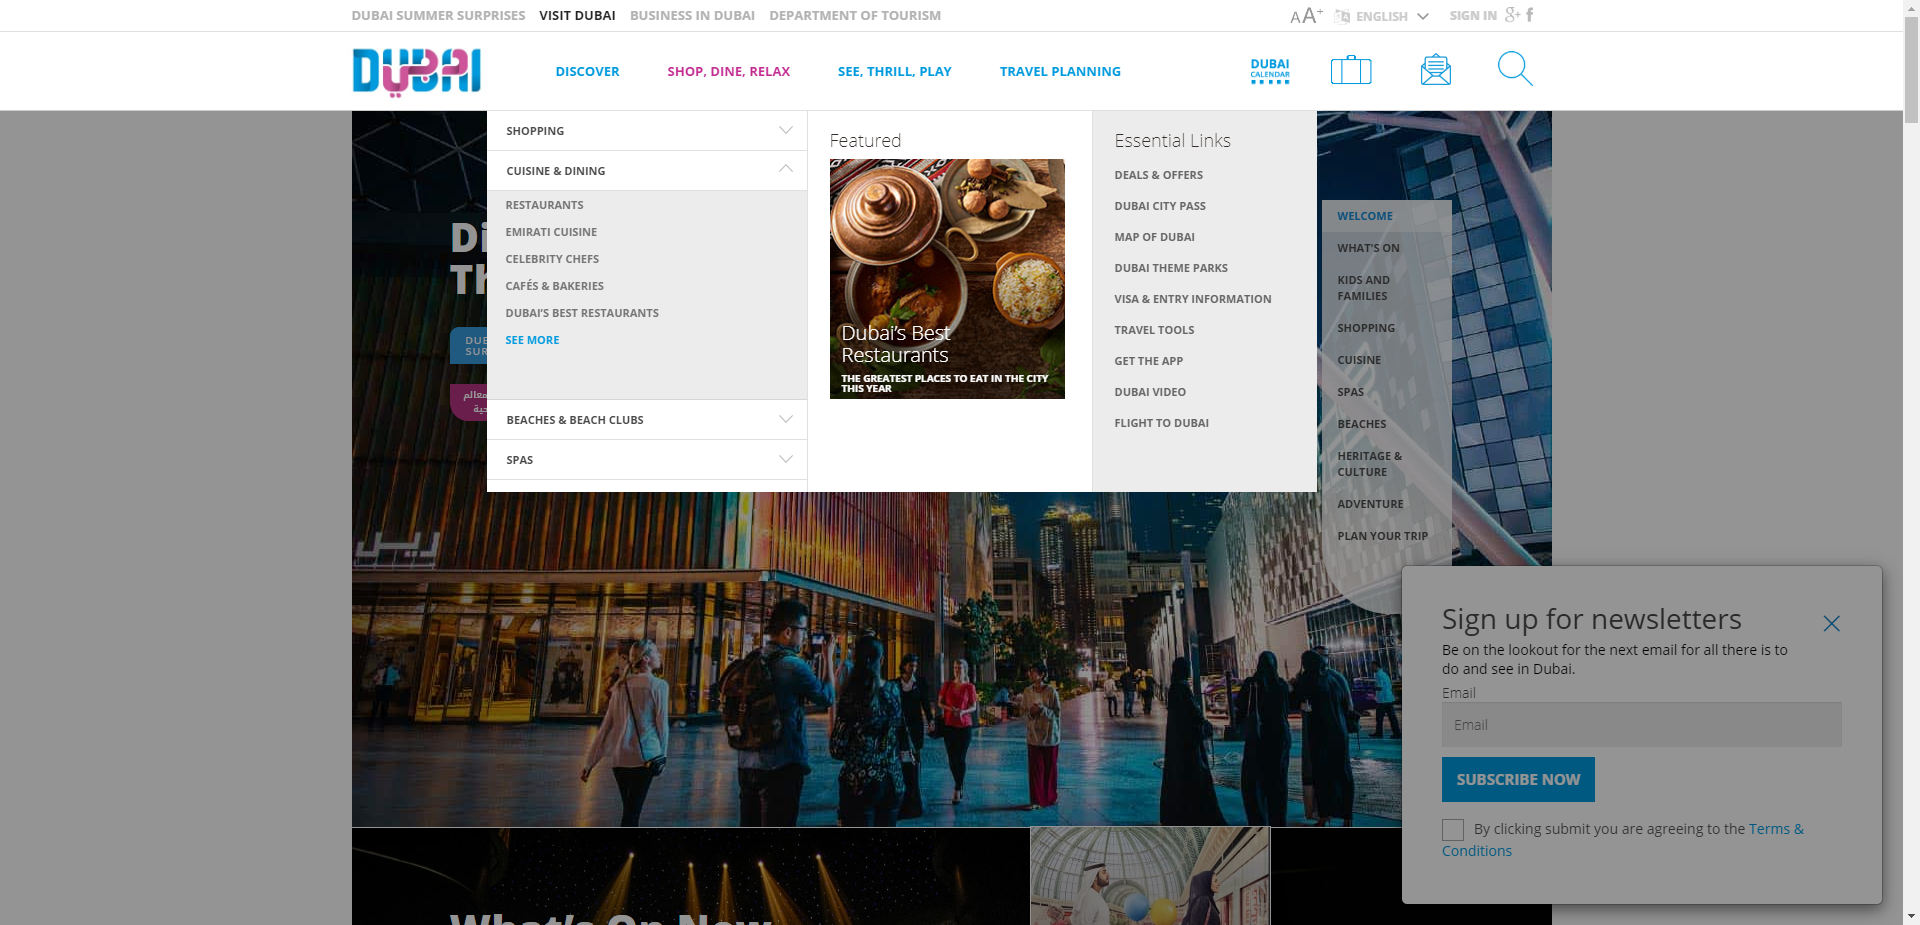 DUBAI SUMMER SURPRISES VISIT DUBAI BUSINESS IN DUBAI DEPARTMENT OF TOURISM
A A+ ENGLISH SIGN IN g+ f
DUBAI
DISCOVER SHOP, DINE, RELAX SEE, THRILL, PLAY TRAVEL PLANNING
DUBAI
CALENDAR
SHOPPING
CUISINE & DINING
RESTAURANTS
EMIRATI CUISINE
CELEBRITY CHEFS
CAFÉS & BAKERIES
DUBAI’S BEST RESTAURANTS
SEE MORE
BEACHES & BEACH CLUBS
SPAS
Featured
Dubai’s Best
Restaurants
THE GREATEST PLACES TO EAT IN THE CITY
THIS YEAR
Essential Links
DEALS & OFFERS
DUBAI CITY PASS
MAP OF DUBAI
DUBAI THEME PARKS
VISA & ENTRY INFORMATION
TRAVEL TOOLS
GET THE APP
DUBAI VIDEO
FLIGHT TO DUBAI
WELCOME
WHAT'S ON
KIDS AND
FAMILIES
SHOPPING
CUISINE
SPAS
BEACHES
HERITAGE &
CULTURE
ADVENTURE
PLAN YOUR TRIP
Sign up for newsletters
Be on the lookout for the next email for all there is to
do and see in Dubai.
Email
Email
SUBSCRIBE NOW
By clicking submit you are agreeing to the Terms &
Conditions
What's On Now